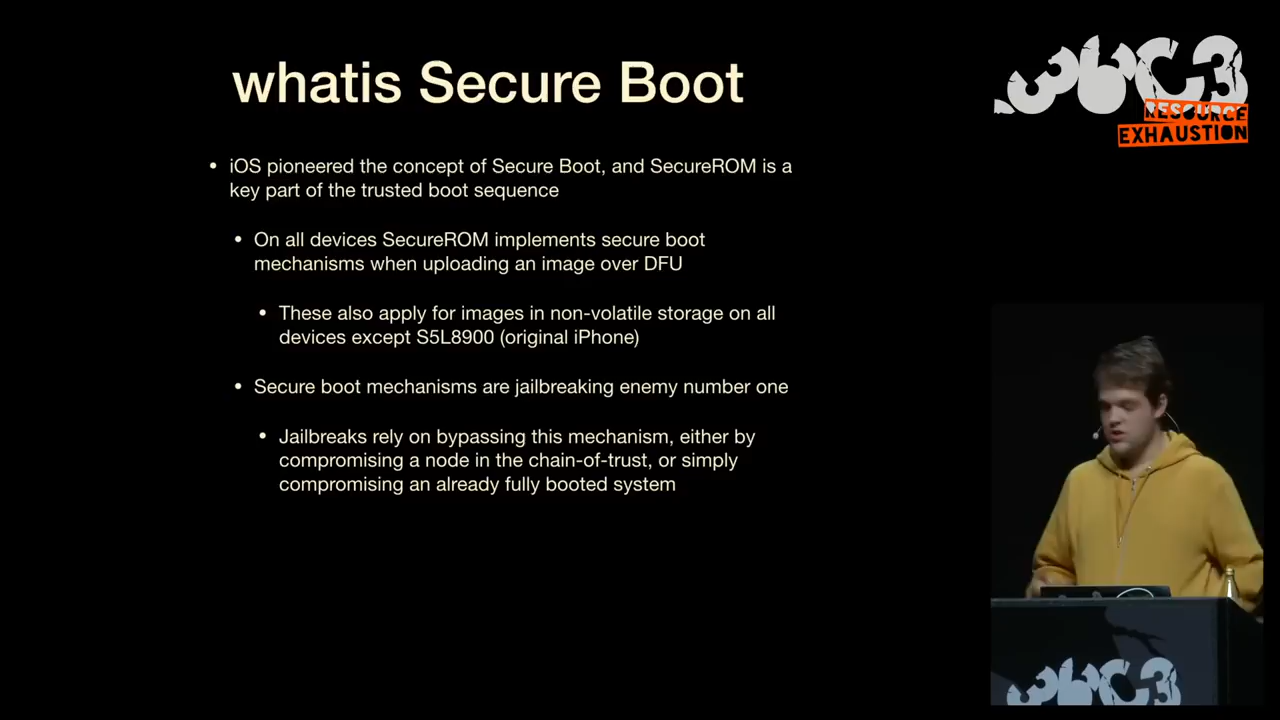 whatis Secure Boot
36C3
RESOURCE
EXHAUSTION
• iOS pioneered the concept of Secure Boot, and SecureROM is a
key part of the trusted boot sequence
• On all devices SecureROM implements secure boot
mechanisms when uploading an image over DFU
• These also apply for images in non-volatile storage on all
devices except S5L8900 (original iPhone)
• Secure boot mechanisms are jailbreaking enemy number one
• Jailbreaks rely on bypassing this mechanism, either by
compromising a node in the chain-of-trust, or simply
compromising an already fully booted system
36C3